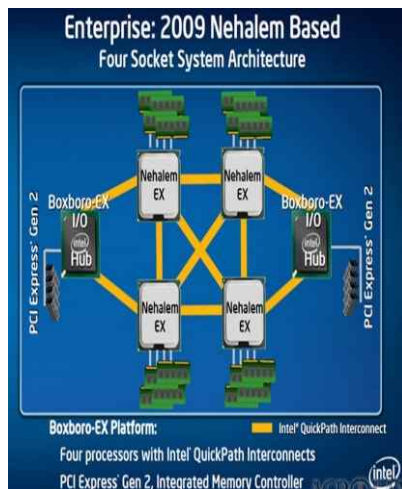 Enterprise: 2009 Nehalem Based
Four Socket System Architecture
Nehalem
EX
Nehalem
EX
Boxboro-EX
I/O
intel
Hub
PCI Express' Gen 2
Boxboro-EX
I/O
intel
Hub
PCI Express' Gen 2
Nehalem
EX
Nehalem
EX
Boxboro-EX Platform:
Intel' QuickPath Interconnect
Four processors with Intel' QuickPath Interconnects
PCI Express' Gen 2, Integrated Memory Controller
intel